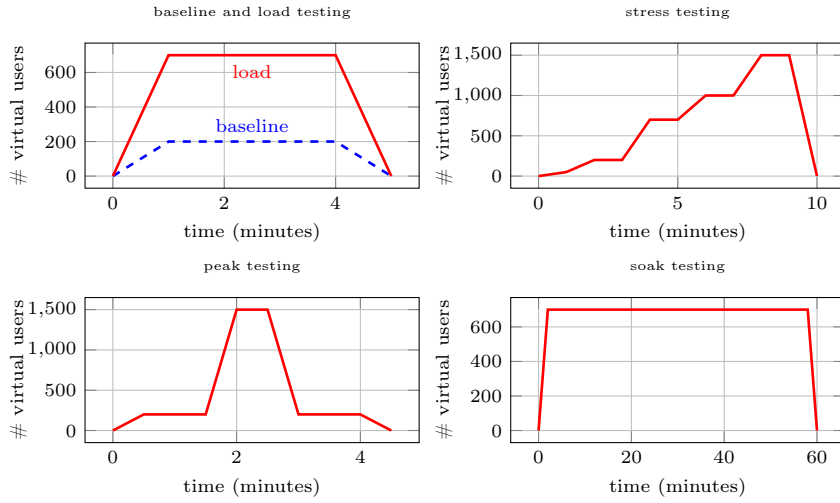 baseline and load testing
# virtual users
600
400
200
0
load
baseline
0 2 4
time (minutes)
stress testing
# virtual users
1,500
1,000
500
0
0 5 10
time (minutes)
peak testing
# virtual users
1,500
1,000
500
0
0 2 4
time (minutes)
soak testing
# virtual users
600
400
200
0
0 20 40 60
time (minutes)